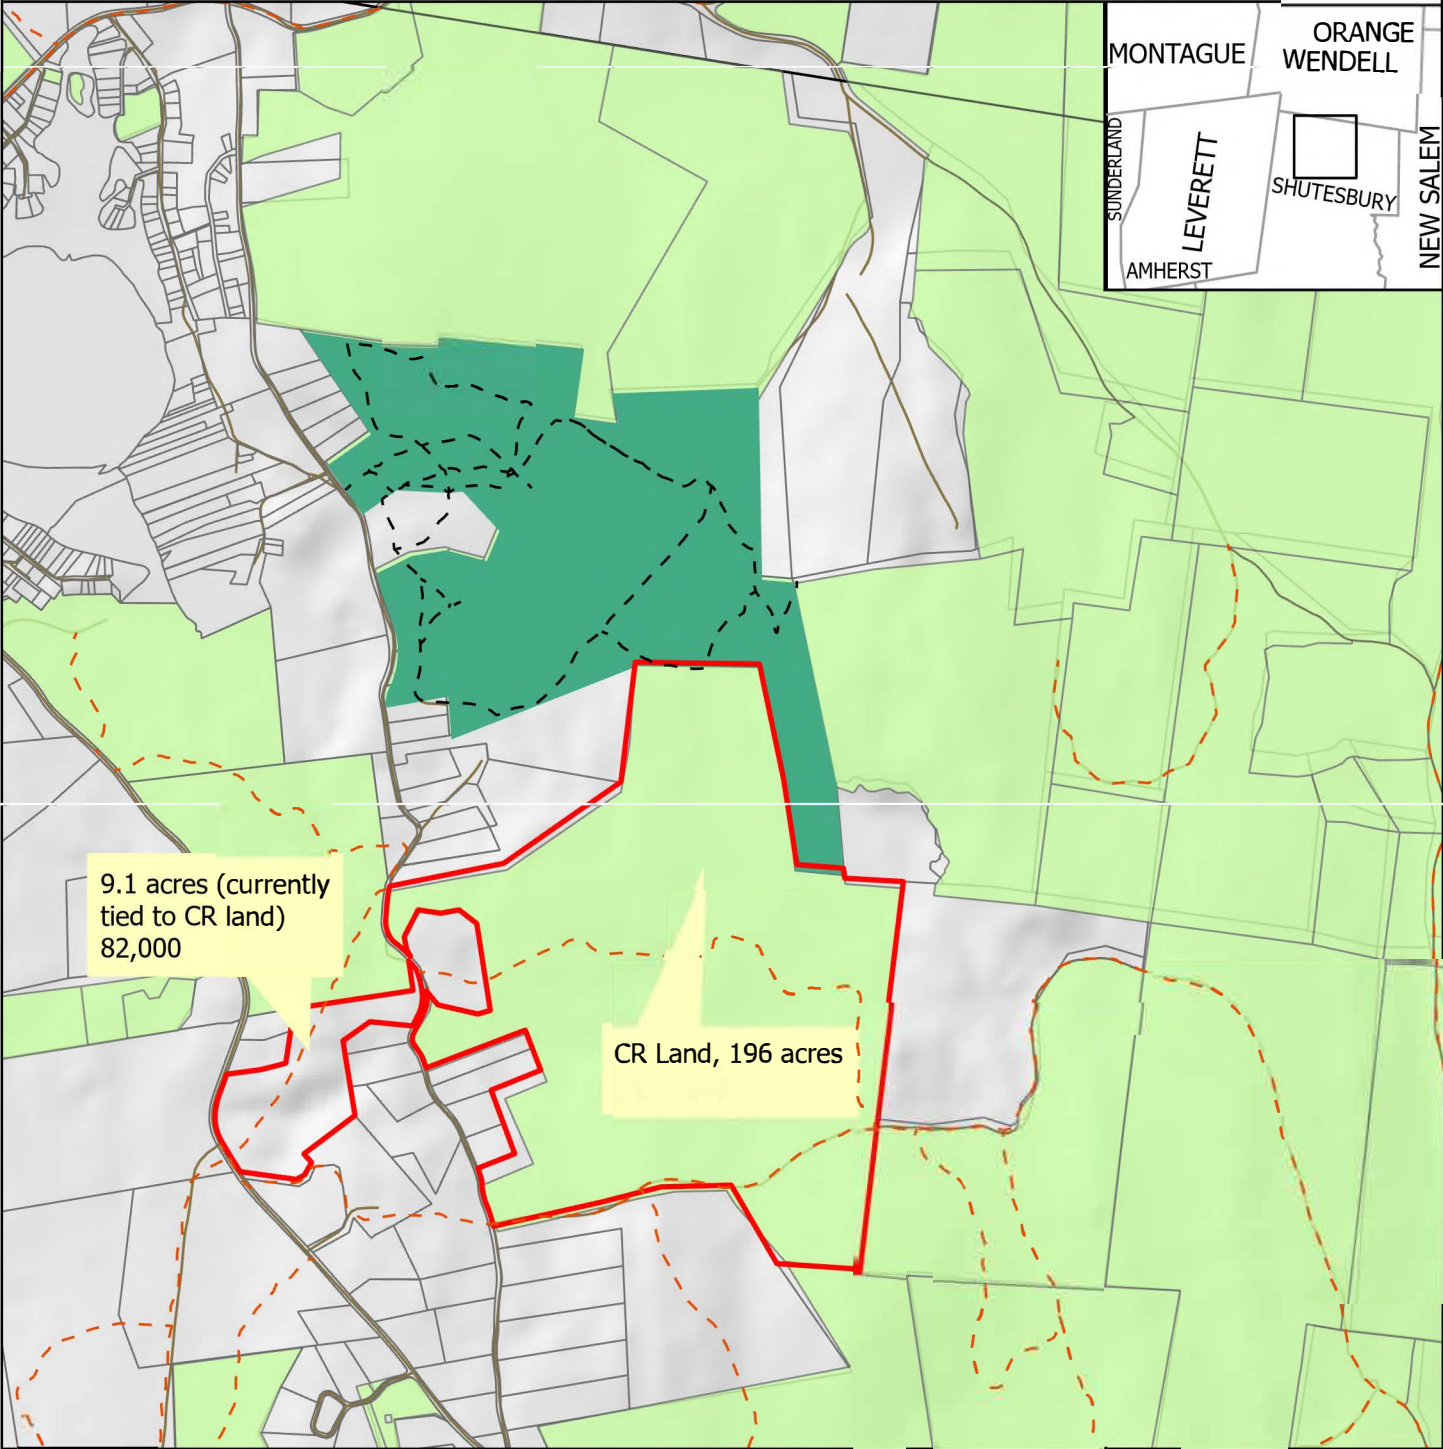 MONTAGUE
ORANGE
WENDELL
SUNDERLAND
LEVERETT
SHUTESBURY
NEW SALEM
AMHERST
9.1 acres (currently
tied to CR land)
82,000
CR Land, 196 acres